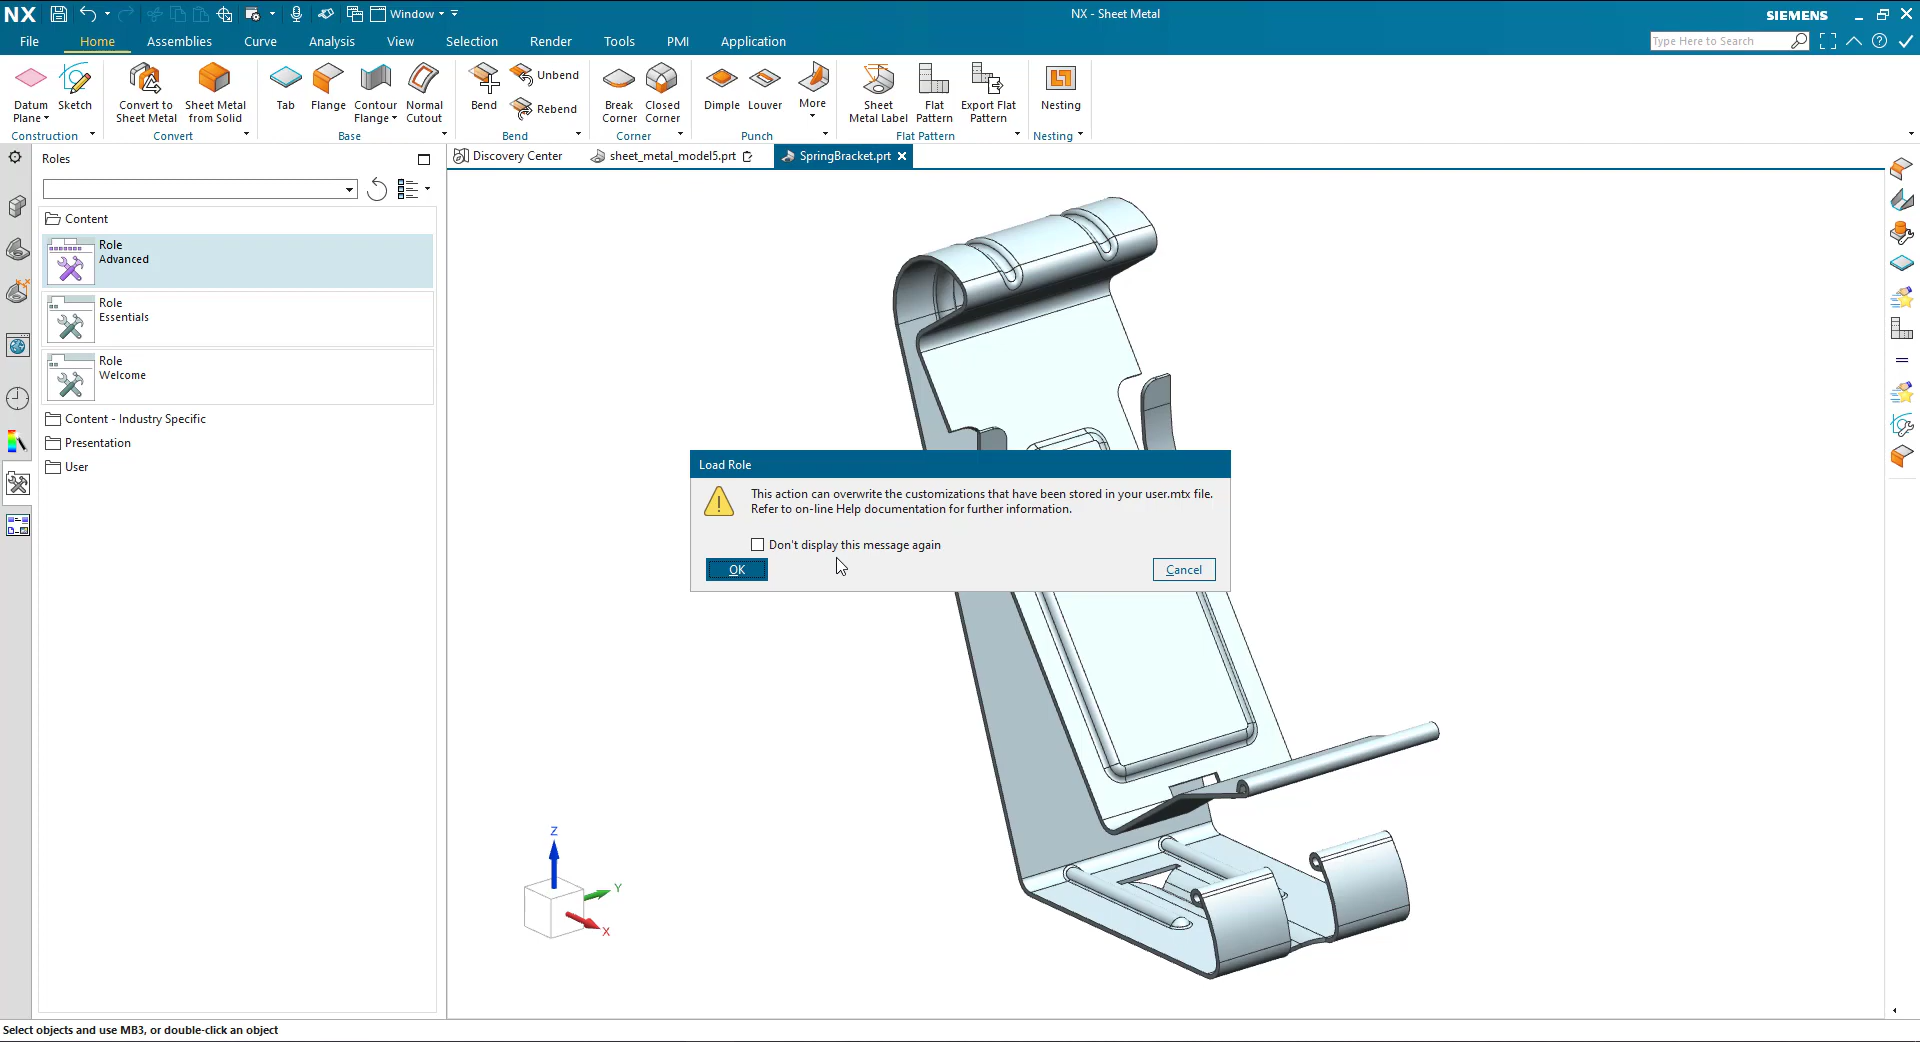 NX
Window
NX - Sheet Metal
SIEMENS
File
Home
Assemblies
Curve
Analysis
View
Selection
Render
Tools
PMI
Application
Type Here to Search
Datum
Plane
Sketch
Construction
Convert to
Sheet Metal
Sheet Metal
from Solid
Convert
Tab
Flange
Contour
Flange
Normal
Cutout
Base
Bend
Unbend
Rebend
Bend
Break
Corner
Closed
Corner
Corner
Dimple
Louver
More
Punch
Sheet
Metal Label
Flat
Pattern
Export Flat
Pattern
Flat Pattern
Nesting
Nesting
Roles
Discovery Center
sheet_metal_model5.prt
SpringBracket.prt
Content
Role
Advanced
Role
Essentials
Role
Welcome
Content - Industry Specific
Presentation
User
Load Role
This action can overwrite the customizations that have been stored in your user.mtx file.
Refer to on-line Help documentation for further information.
Don't display this message again
OK
Cancel
Z
Y
X
Select objects and use MB3, or double-click an object